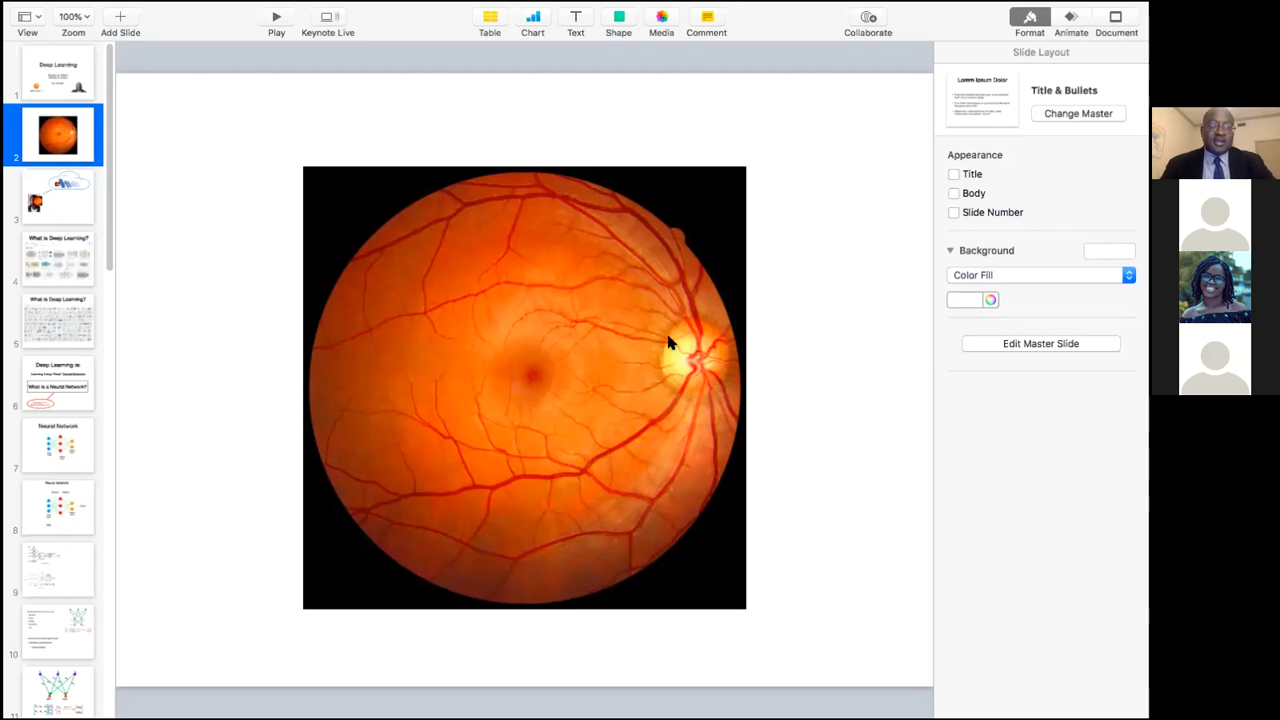 View
100%
Zoom
Add Slide
Play
Keynote Live
Table
Chart
Text
Shape
Media
Comment
Collaborate
Format
Animate
Document
Slide Layout
Lorem Ipsum Dolor
Title & Bullets
Change Master
Appearance
Title
Body
Slide Number
Background
Color Fill
Edit Master Slide
Deep Learning
1
2
3
What is Deep Learning?
4
What is Deep Learning?
5
Deep Learning is:
What is a Neural Network?
6
Neural Network
7
8
9
10
11